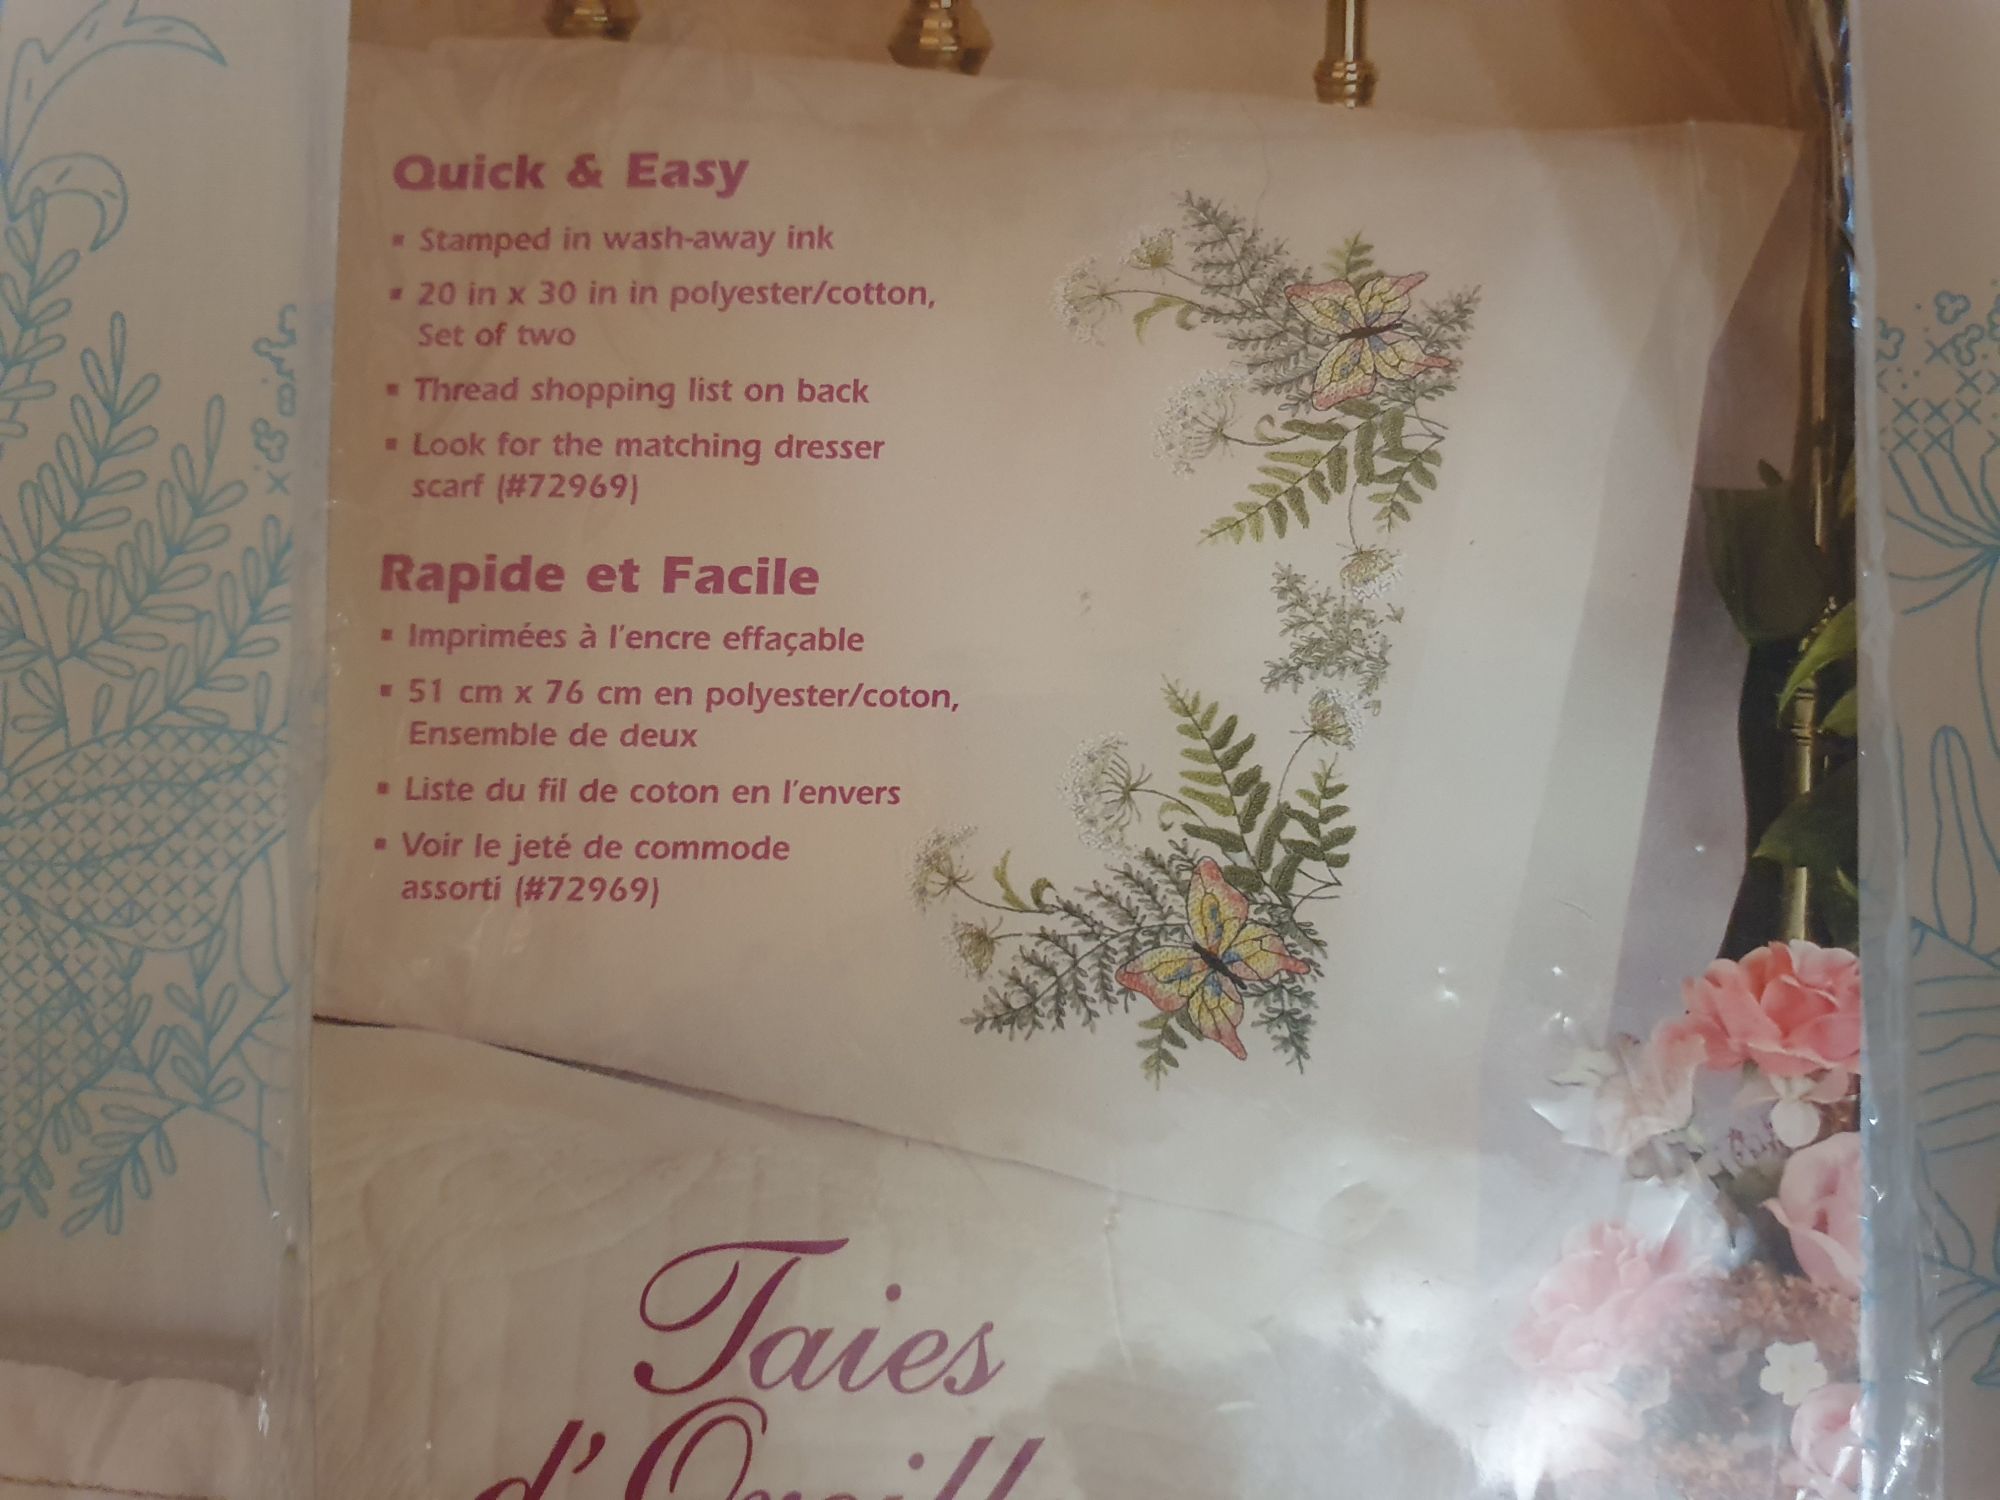 Quick & Easy
▪ Stamped in wash-away ink
▪ 20 in x 30 in in polyester/cotton,
Set of two
▪ Thread shopping list on back
▪ Look for the matching dresser
scarf (#72969)
Rapide et Facile
▪ Imprimées à l'encre effaçable
▪ 51 cm x 76 cm en polyester/coton,
Ensemble de deux
▪ Liste du fil de coton en l'envers
▪ Voir le jeté de commode
assorti (#72969)
Taies